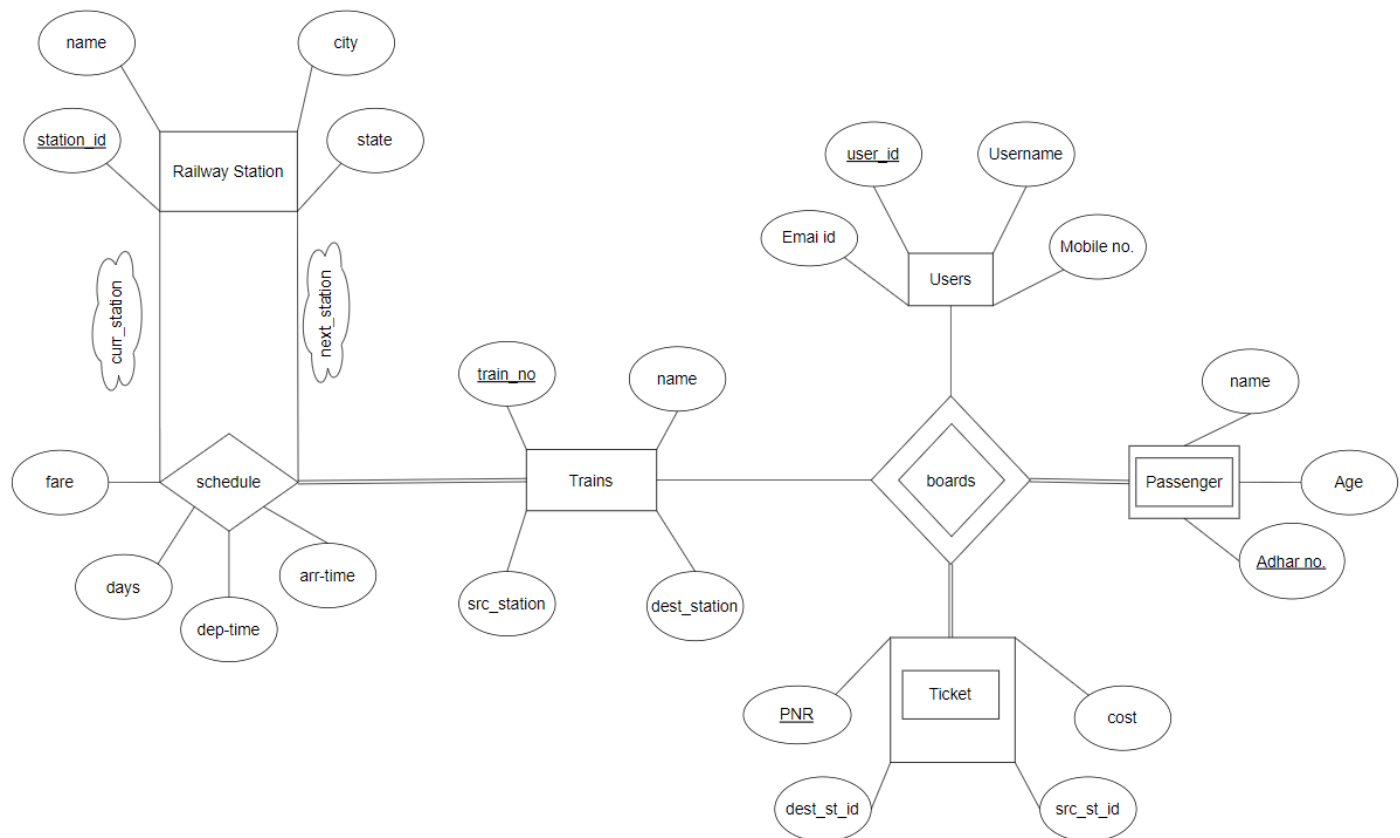 name
city
station_id
state
Railway Station
user_id
Username
Emai id
Mobile no.
Users
curr_station
next_station
train_no
name
name
fare
schedule
Trains
boards
Passenger
Age
days
arr-time
Adhar no.
dep-time
src_station
dest_station
Ticket
PNR
cost
dest_st_id
src_st_id